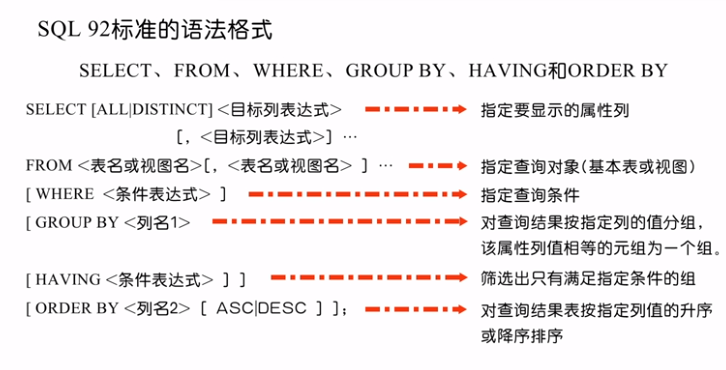 SQL 92标准的语法格式
SELECT、FROM、WHERE、GROUP BY、HAVING和ORDER BY
SELECT [ALL|DISTINCT] <目标列表达式> 指定要显示的属性列
[，<目标列表达式>] …
FROM <表名或视图名>[，<表名或视图名> ] … 指定查询对象(基本表或视图)
[ WHERE <条件表达式> ] 指定查询条件
[ GROUP BY <列名1> 对查询结果按指定列的值分组，
该属性列值相等的元组为一个组。
[ HAVING <条件表达式> ] ] 筛选出只有满足指定条件的组
[ ORDER BY <列名2> [ ASC|DESC ] ]； 对查询结果表按指定列值的升序
或降序排序